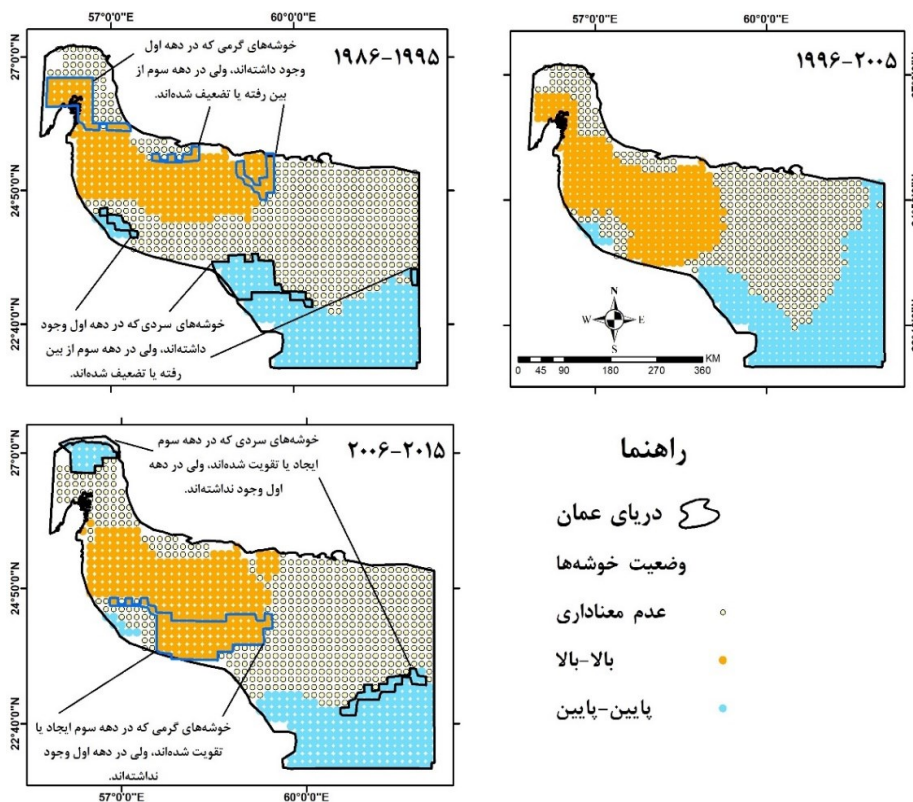 57°0'0"E
60°0'0"E
27°0'0"N
24°50'0"N
22°40'0"N
۱۹۸۶-۱۹۹۵
خوشه‌های گرمی که در دهه اول
وجود داشته‌اند، ولی در دهه سوم از
بین رفته یا تضعیف شده‌اند.
خوشه‌های سردی که در دهه اول وجود
داشته‌اند، ولی در دهه سوم از بین
رفته یا تضعیف شده‌اند.
۱۹۹۶-۲۰۰۵
N
W
E
S
0 45 90 180 270 360
KM
57°0'0"E
60°0'0"E
۲۰۰۶-۲۰۱۵
خوشه‌های سردی که در دهه سوم
ایجاد یا تقویت شده‌اند، ولی در دهه
اول وجود نداشته‌اند.
27°0'0"N
24°50'0"N
22°40'0"N
خوشه‌های گرمی که در دهه سوم ایجاد یا
تقویت شده‌اند، ولی در دهه اول وجود
نداشته‌اند.
57°0'0"E
60°0'0"E
راهنما
دریای عمان
وضعیت خوشه‌ها
عدم معناداری
بالا-بالا
پایین-پایین